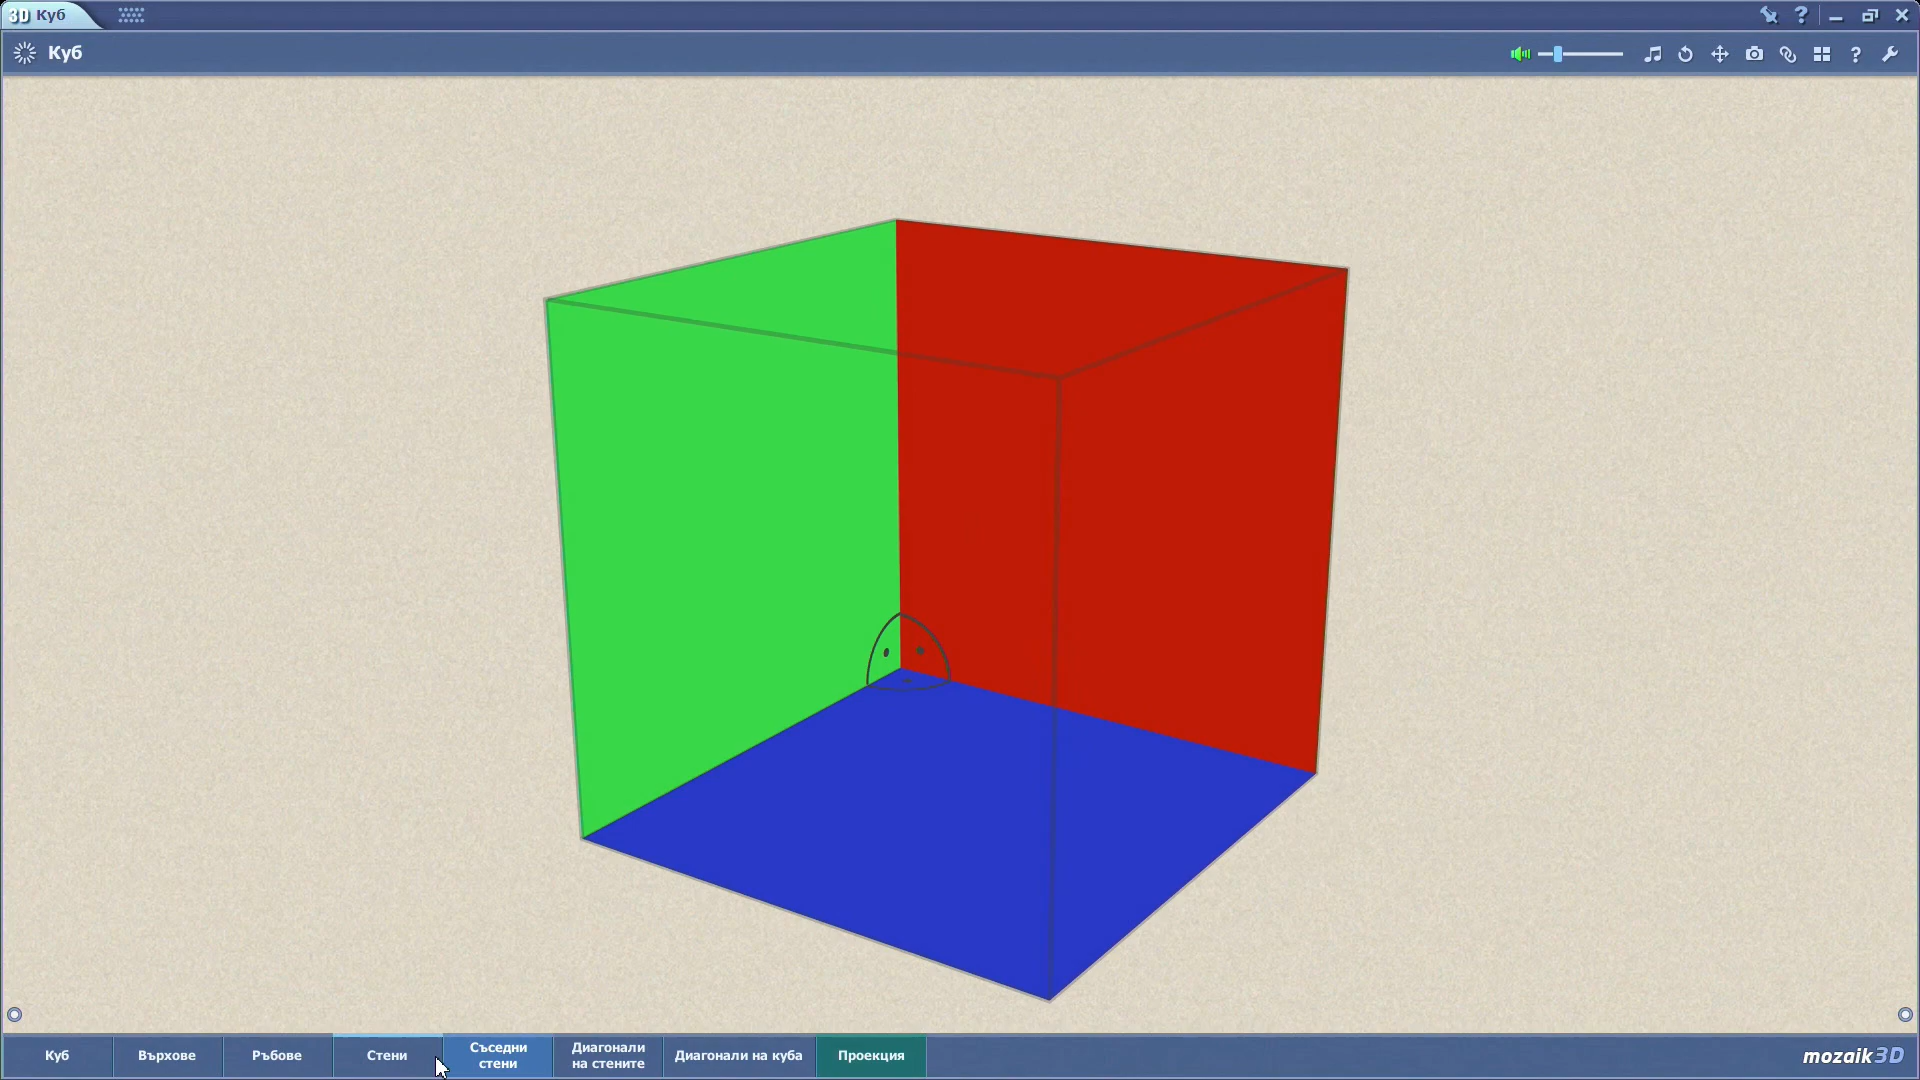 3D Куб
Куб
Куб
Върхове
Ръбове
Стени
Съседни
стени
Диагонали
на стените
Диагонали на куба
Проекция
mozaik3D